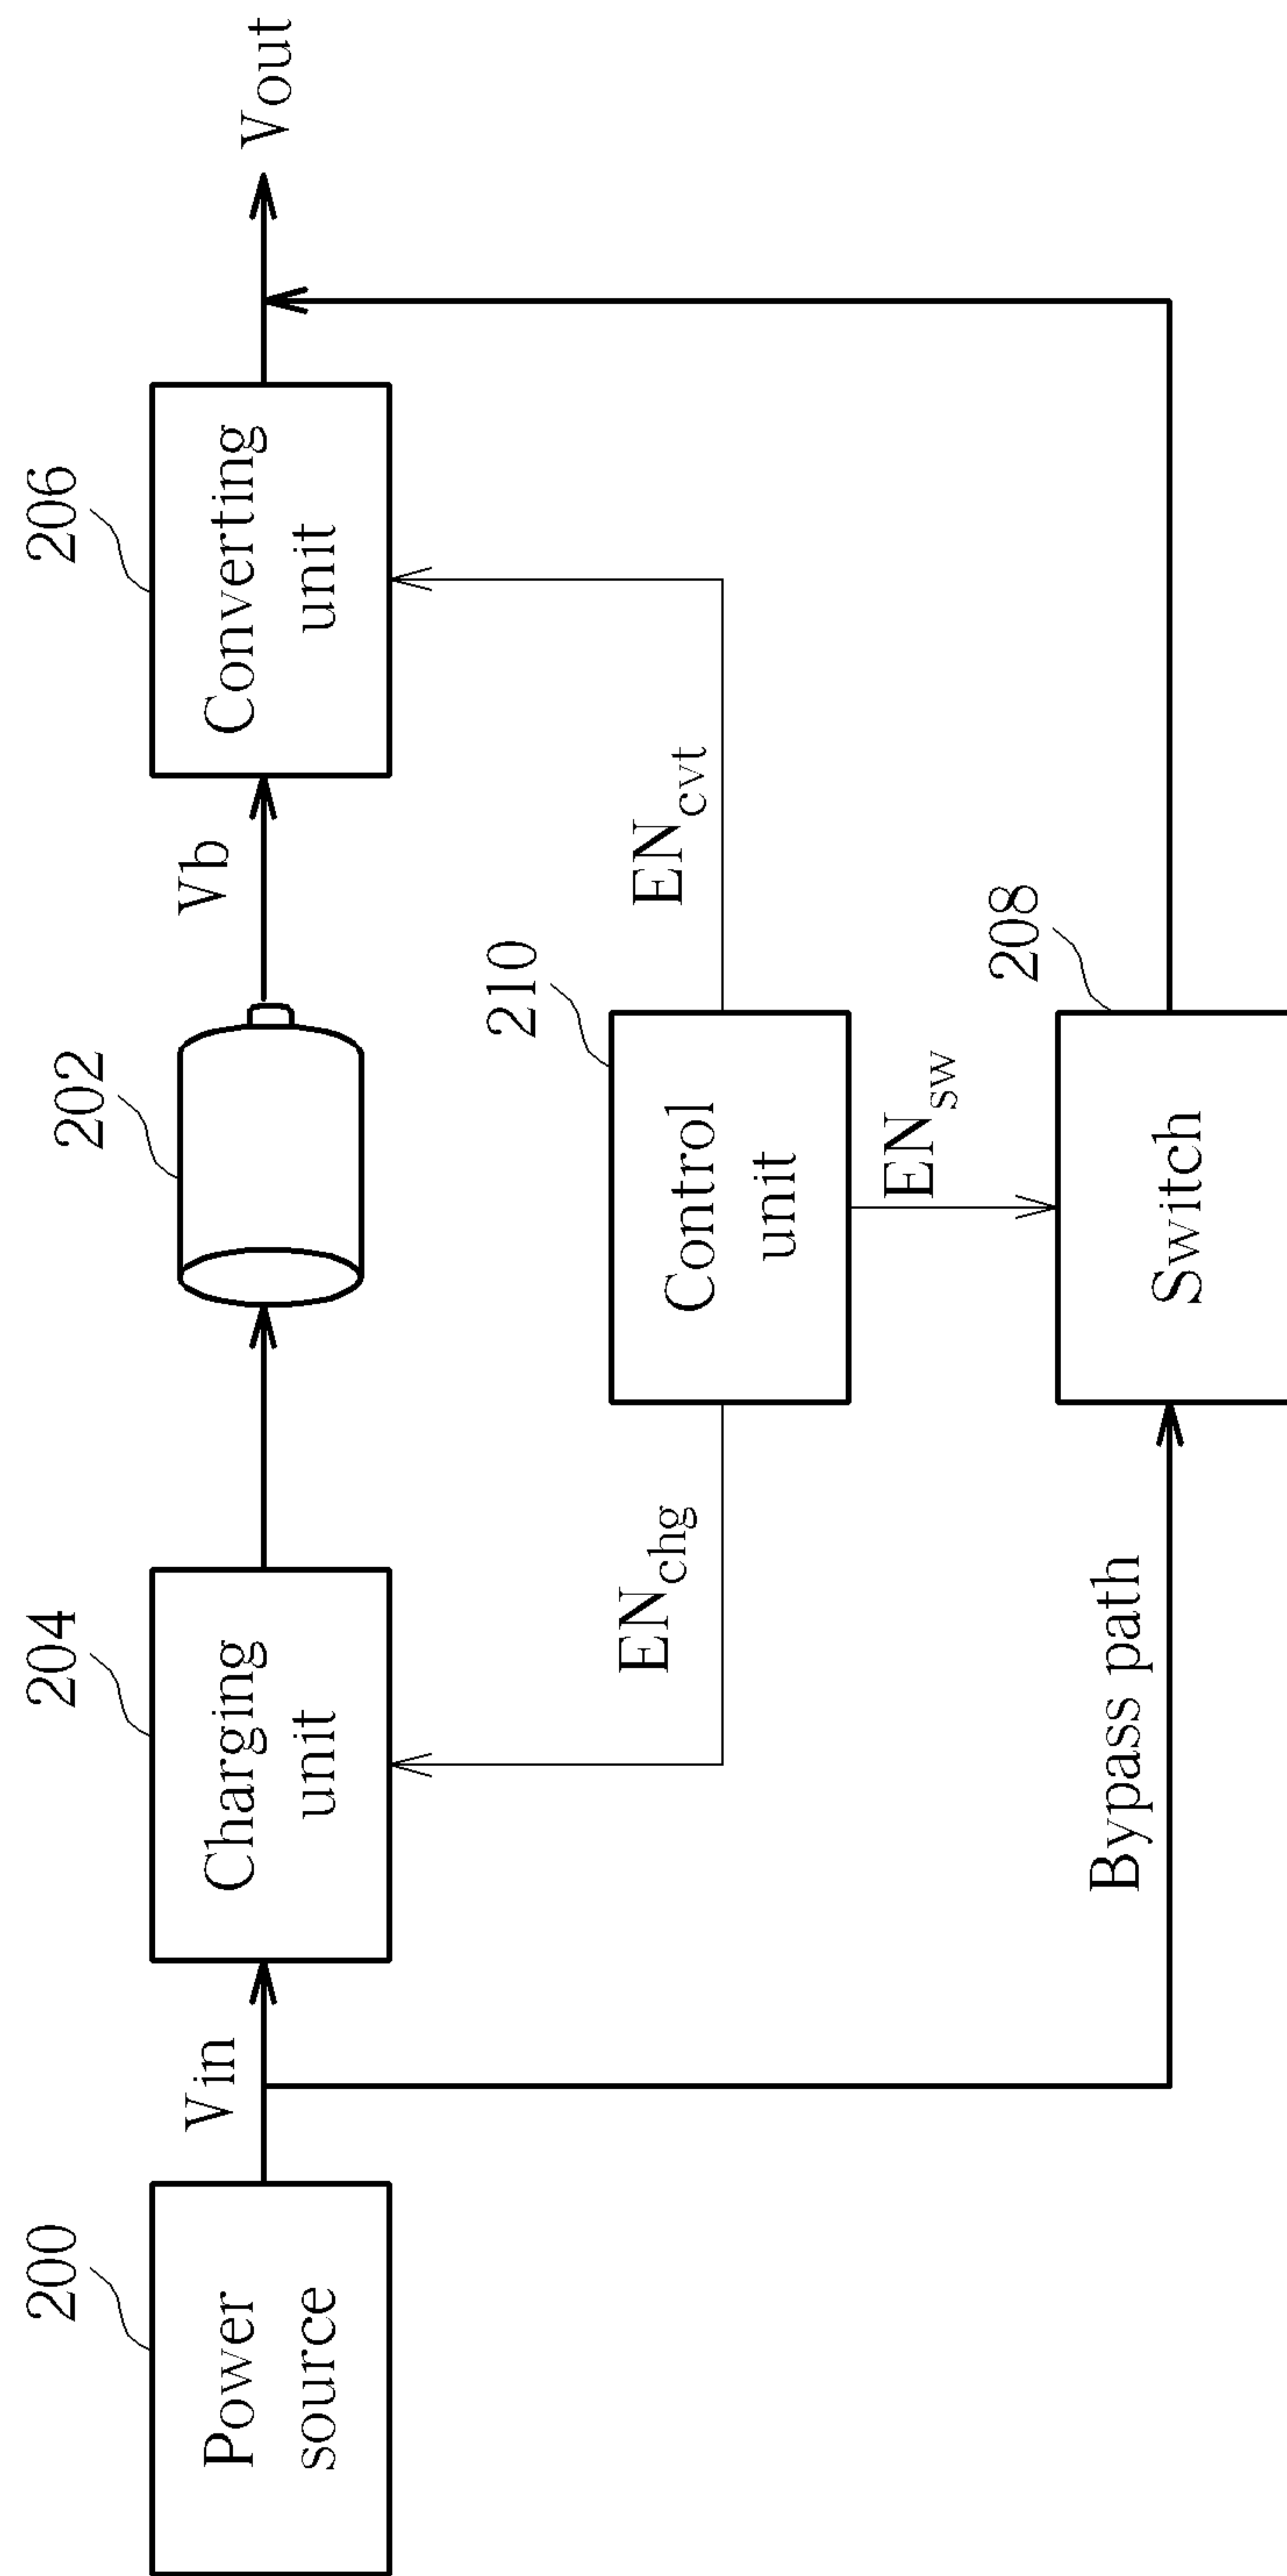 200
Power
source
Vin
204
Charging
unit
202
Vb
206
Converting
unit
Vout
EN_chg
210
Control
unit
EN_cvt
EN_sw
Bypass path
208
Switch